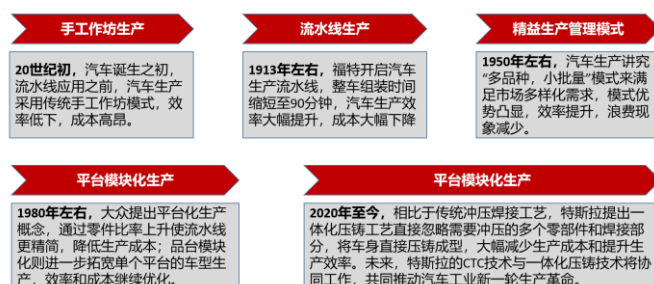 手工作坊生产
流水线生产
精益生产管理模式
20世纪初，汽车诞生之初，
流水线应用之前，汽车生产
采用传统手工作坊模式，效
率低下，成本高昂。
1913年左右，福特开启汽车
生产流水线，整车组装时间
缩短至90分钟，汽车生产效
率大幅提升，成本大幅下降
1950年左右，汽车生产讲究
“多品种，小批量”模式来满
足市场多样化需求，模式优
势凸显，效率提升，浪费现
象减少。
平台模块化生产
平台模块化生产
1980年左右，大众提出平台化生产
概念，通过零件比率上升使流水线
更精简，降低生产成本；品台模块
化则进一步拓宽单个平台的车型生
产，效率和成本继续优化。
2020年至今，相比于传统冲压焊接工艺，特斯拉提出一
体化压铸工艺直接忽略需要冲压的多个零部件和焊接部
分，将车身直接压铸成型，大幅减少生产成本和提升生
产效率。未来，特斯拉的CTC技术与一体化压铸技术将协
同工作，共同推动汽车工业新一轮生产革命。